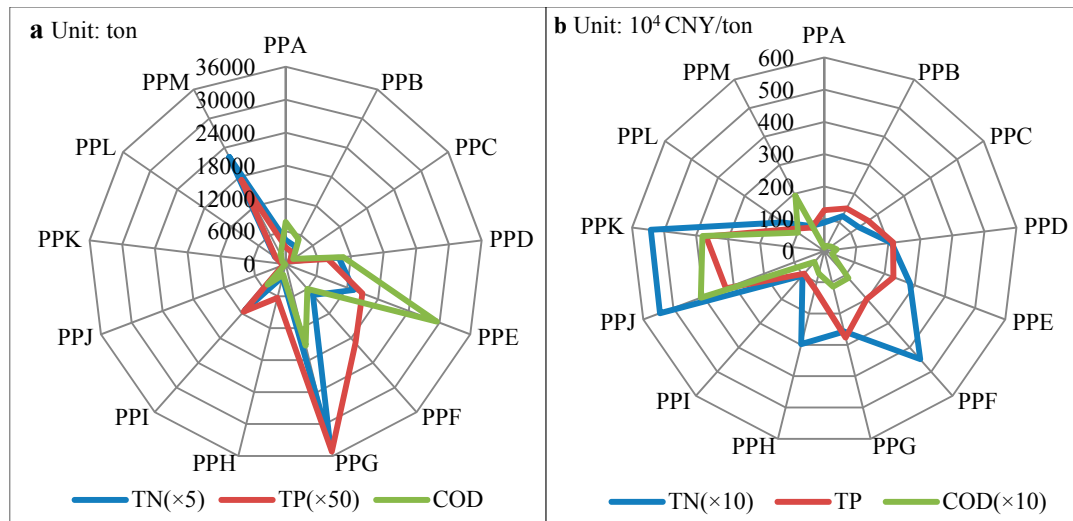 a Unit: ton
PPA
PPB
PPC
PPD
PPE
PPF
PPG
PPH
PPI
PPJ
PPK
PPL
PPM
36000
30000
24000
18000
12000
6000
0
TN(×5) TP(×50) COD
b Unit: 10⁴ CNY/ton
PPA
PPB
PPC
PPD
PPE
PPF
PPG
PPH
PPI
PPJ
PPK
PPL
PPM
600
500
400
300
200
100
0
TN(×10) TP COD(×10)